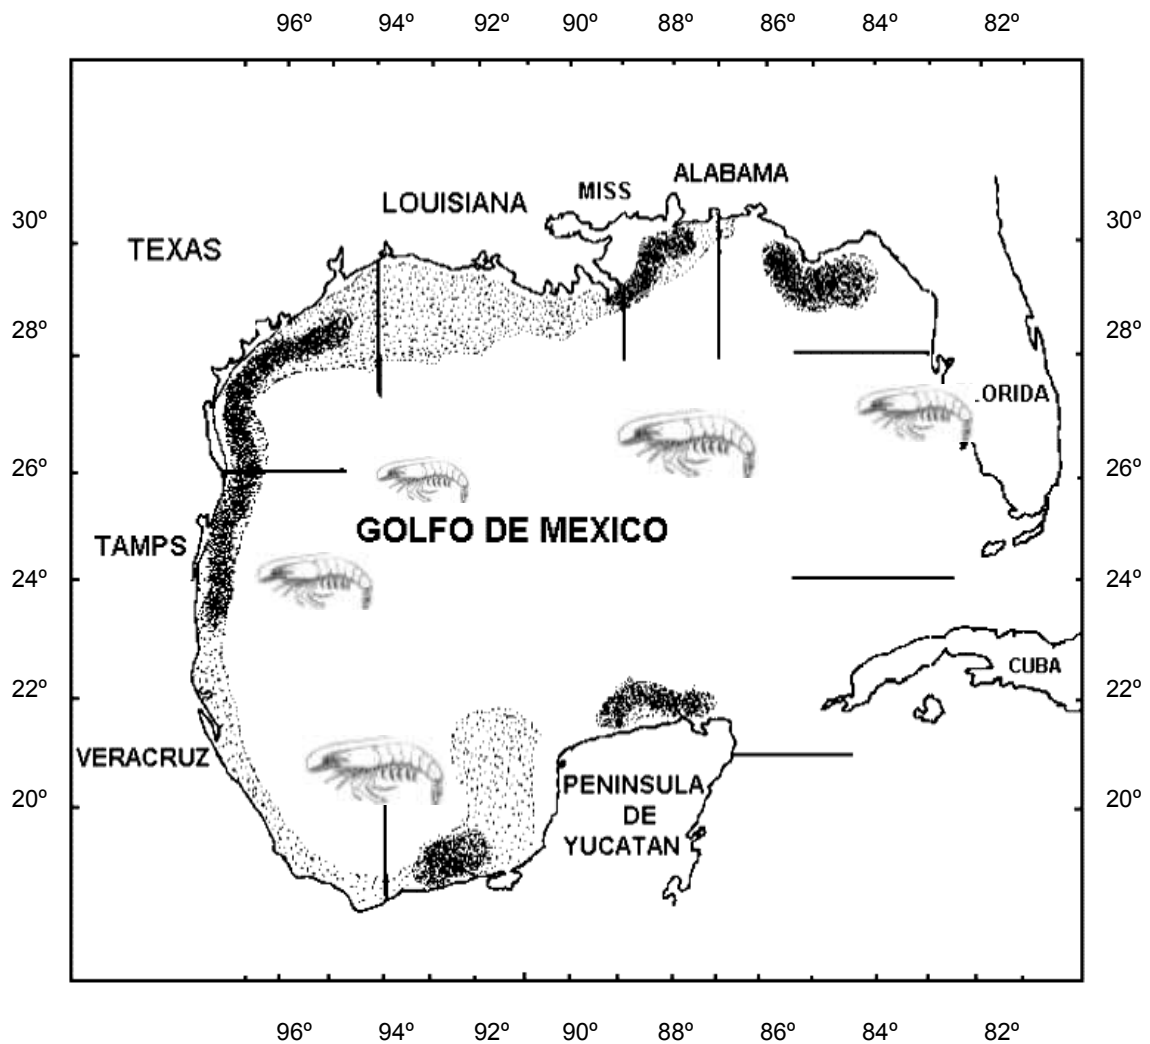 96º 94º 92º 90º 88º 86º 84º 82º
ALABAMA
MISS
LOUISIANA
30º 30º
TEXAS
28º 28º
ORIDA
26º 26º
GOLFO DE MEXICO
TAMPS
24º 24º
CUBA
22º 22º
VERACRUZ
PENINSULA
DE
YUCATAN
20º 20º
96º 94º 92º 90º 88º 86º 84º 82º